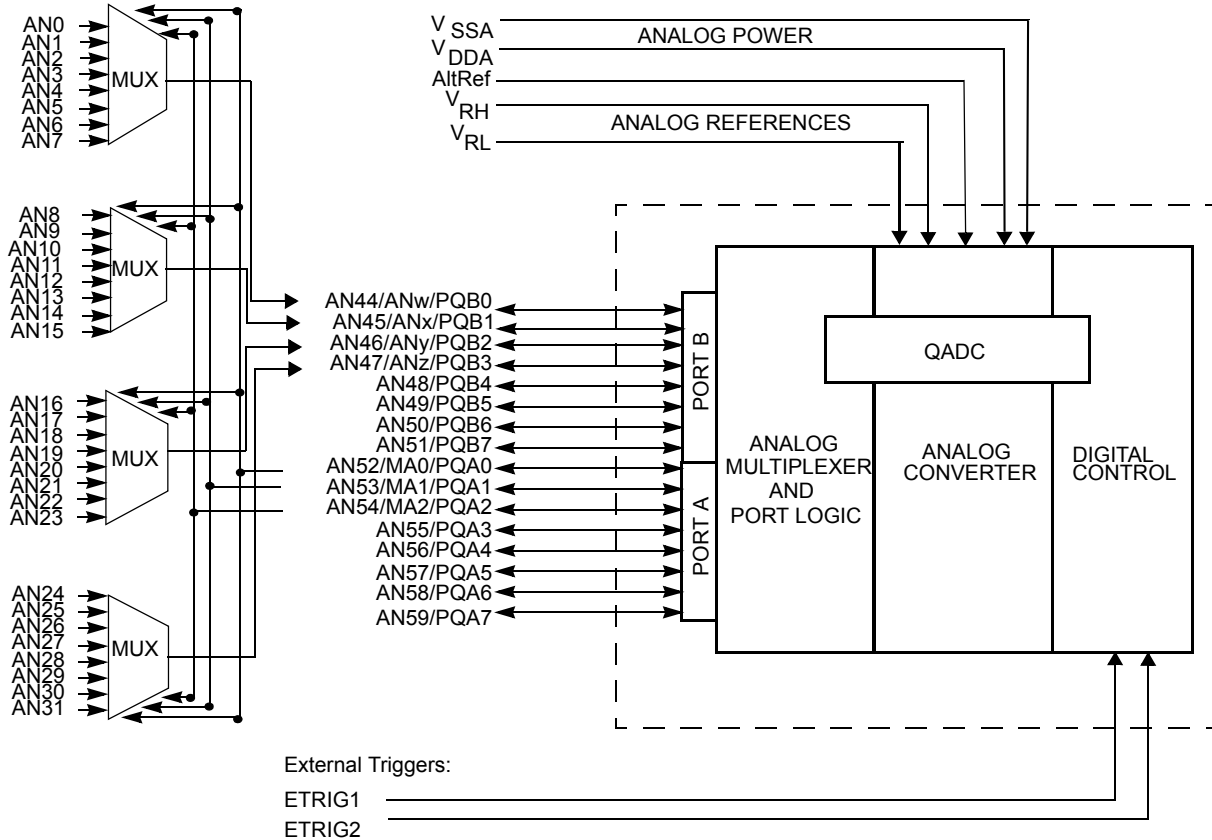 AN0
AN1
AN2
AN3
AN4
AN5
AN6
AN7
MUX
AN8
AN9
AN10
AN11
AN12
AN13
AN14
AN15
MUX
AN16
AN17
AN18
AN19
AN20
AN21
AN22
AN23
MUX
AN24
AN25
AN26
AN27
AN28
AN29
AN30
AN31
MUX
VSSA
ANALOG POWER
VDDA
AltRef
VRH
ANALOG REFERENCES
VRL
AN44/ANw/PQB0
AN45/ANx/PQB1
AN46/ANy/PQB2
AN47/ANz/PQB3
AN48/PQB4
AN49/PQB5
AN50/PQB6
AN51/PQB7
AN52/MA0/PQA0
AN53/MA1/PQA1
AN54/MA2/PQA2
AN55/PQA3
AN56/PQA4
AN57/PQA5
AN58/PQA6
AN59/PQA7
PORT B
PORT A
QADC
ANALOG
MULTIPLEXER
AND
PORT LOGIC
ANALOG
CONVERTER
DIGITAL
CONTROL
External Triggers:
ETRIG1
ETRIG2